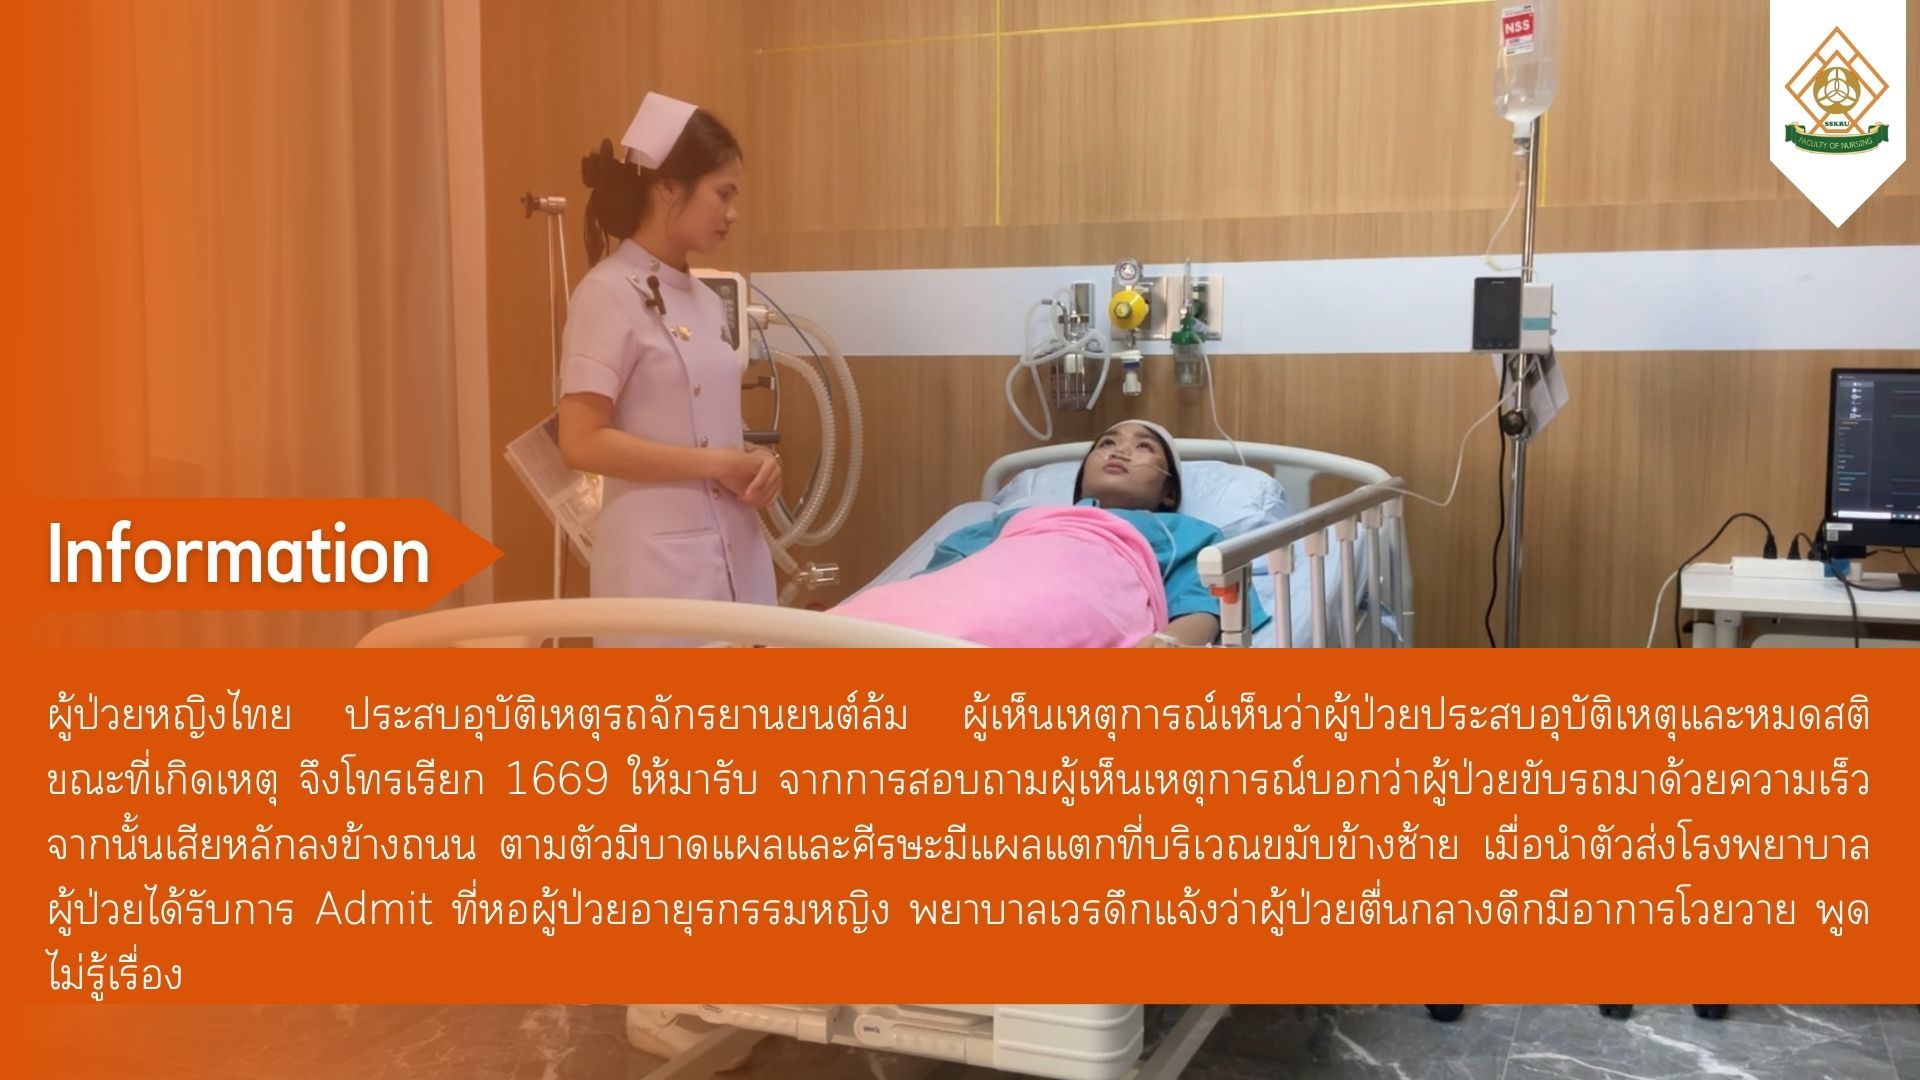 NSS
SSKRU
FACULTY OF NURSING
Information
ผู้ป่วยหญิงไทย ประสบอุบัติเหตุรถจักรยานยนต์ล้ม ผู้เห็นเหตุการณ์เห็นว่าผู้ป่วยประสบอุบัติเหตุและหมดสติ
ขณะที่เกิดเหตุ จึงโทรเรียก 1669 ให้มารับ จากการสอบถามผู้เห็นเหตุการณ์บอกว่าผู้ป่วยขับรถมาด้วยความเร็ว
จากนั้นเสียหลักลงข้างถนน ตามตัวมีบาดแผลและศีรษะมีแผลแตกที่บริเวณขมับข้างซ้าย เมื่อนำตัวส่งโรงพยาบาล
ผู้ป่วยได้รับการ Admit ที่หอผู้ป่วยอายุรกรรมหญิง พยาบาลเวรดึกแจ้งว่าผู้ป่วยตื่นกลางดึกมีอาการโวยวาย พูด
ไม่รู้เรื่อง